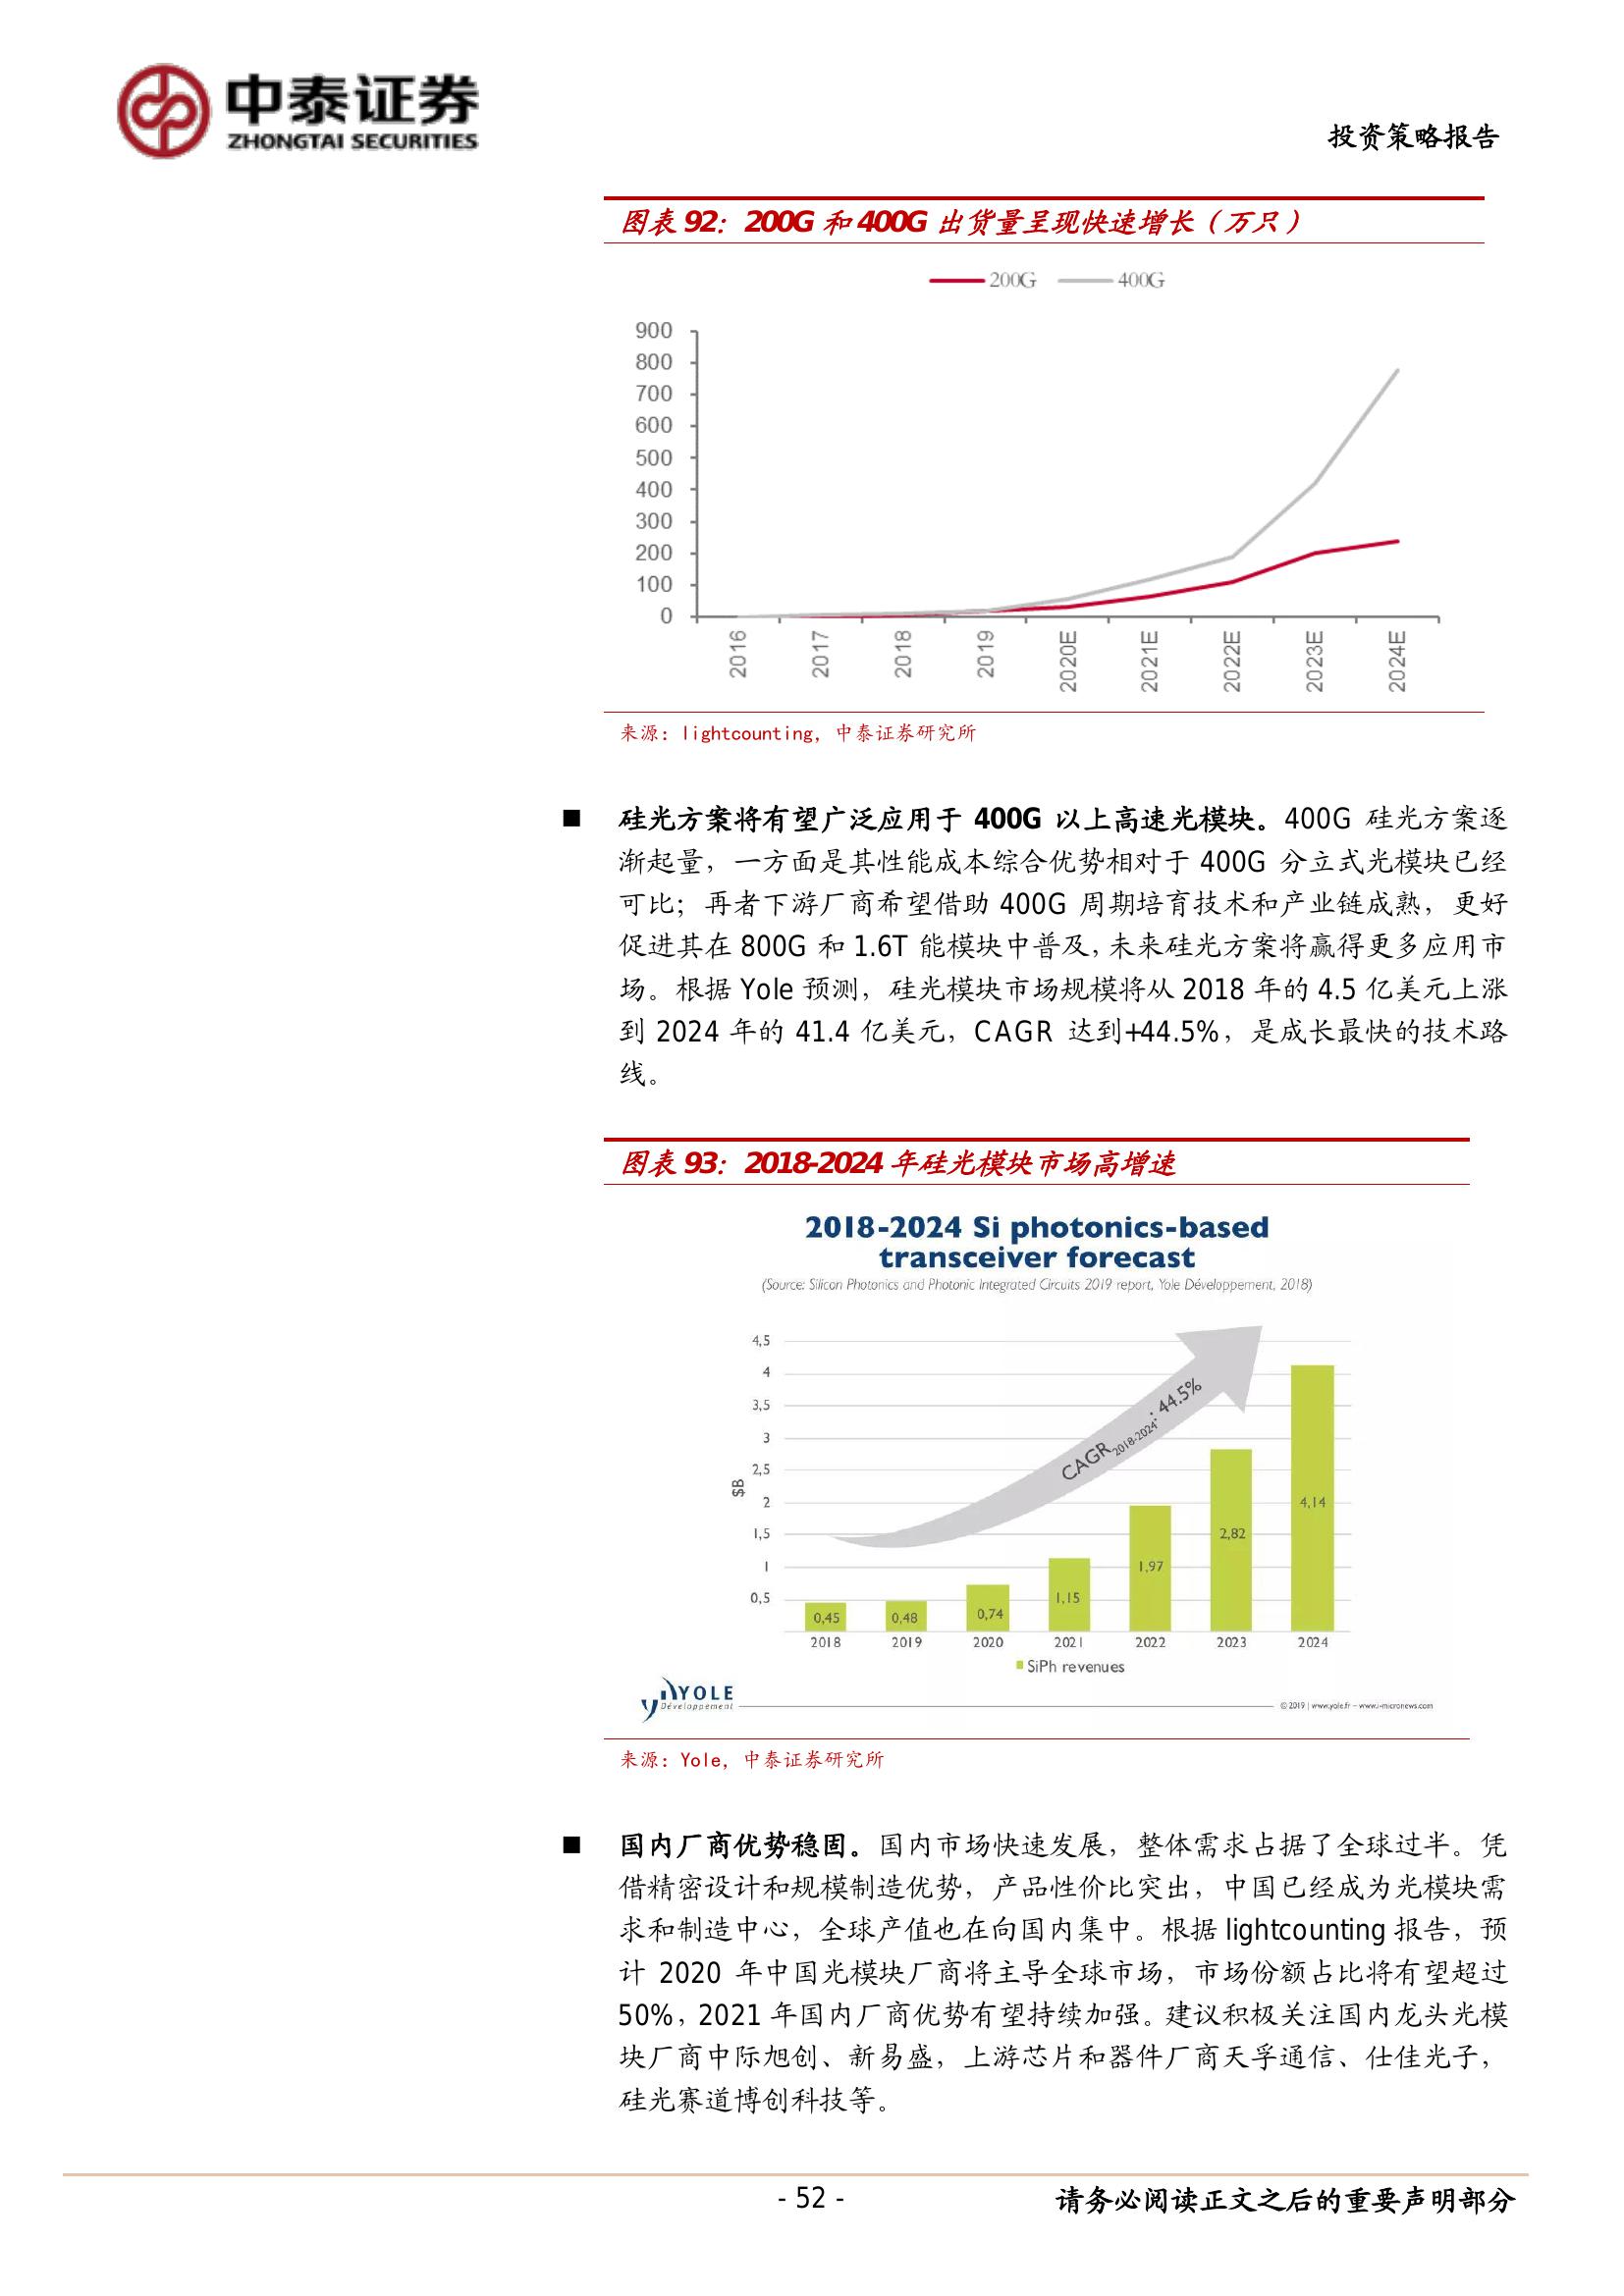 中泰证券
ZHONGTAI SECURITIES
投资策略报告
图表 92：200G 和 400G 出货量呈现快速增长（万只）
200G 400G
900
800
700
600
500
400
300
200
100
0
2016 2017 2018 2019 2020E 2021E 2022E 2023E 2024E
来源：lightcounting，中泰证券研究所
■ 硅光方案将有望广泛应用于 400G 以上高速光模块。400G 硅光方案逐
渐起量，一方面是其性能成本综合优势相对于 400G 分立式光模块已经
可比；再者下游厂商希望借助 400G 周期培育技术和产业链成熟，更好
促进其在 800G 和 1.6T 能模块中普及，未来硅光方案将赢得更多应用市
场。根据 Yole 预测，硅光模块市场规模将从 2018 年的 4.5 亿美元上涨
到 2024 年的 41.4 亿美元，CAGR 达到+44.5%，是成长最快的技术路
线。
图表 93：2018-2024 年硅光模块市场高增速
2018-2024 Si photonics-based
transceiver forecast
(Source: Silicon Photonics and Photonic Integrated Circuits 2019 report, Yole Développement, 2018)
4,5
4
3,5
3
2,5
2
1,5
1
0,5
$B
CAGR2018-2024: 44.5%
0,45 0,48 0,74 1,15 1,97 2,82 4,14
2018 2019 2020 2021 2022 2023 2024
SiPh revenues
YOLE
Développement
© 2019 | www.yole.fr – www.i-micronews.com
来源：Yole，中泰证券研究所
■ 国内厂商优势稳固。国内市场快速发展，整体需求占据了全球过半。凭
借精密设计和规模制造优势，产品性价比突出，中国已经成为光模块需
求和制造中心，全球产值也在向国内集中。根据 lightcounting 报告，预
计 2020 年中国光模块厂商将主导全球市场，市场份额占比将有望超过
50%，2021 年国内厂商优势有望持续加强。建议积极关注国内龙头光模
块厂商中际旭创、新易盛，上游芯片和器件厂商天孚通信、仕佳光子，
硅光赛道博创科技等。
- 52 -
请务必阅读正文之后的重要声明部分